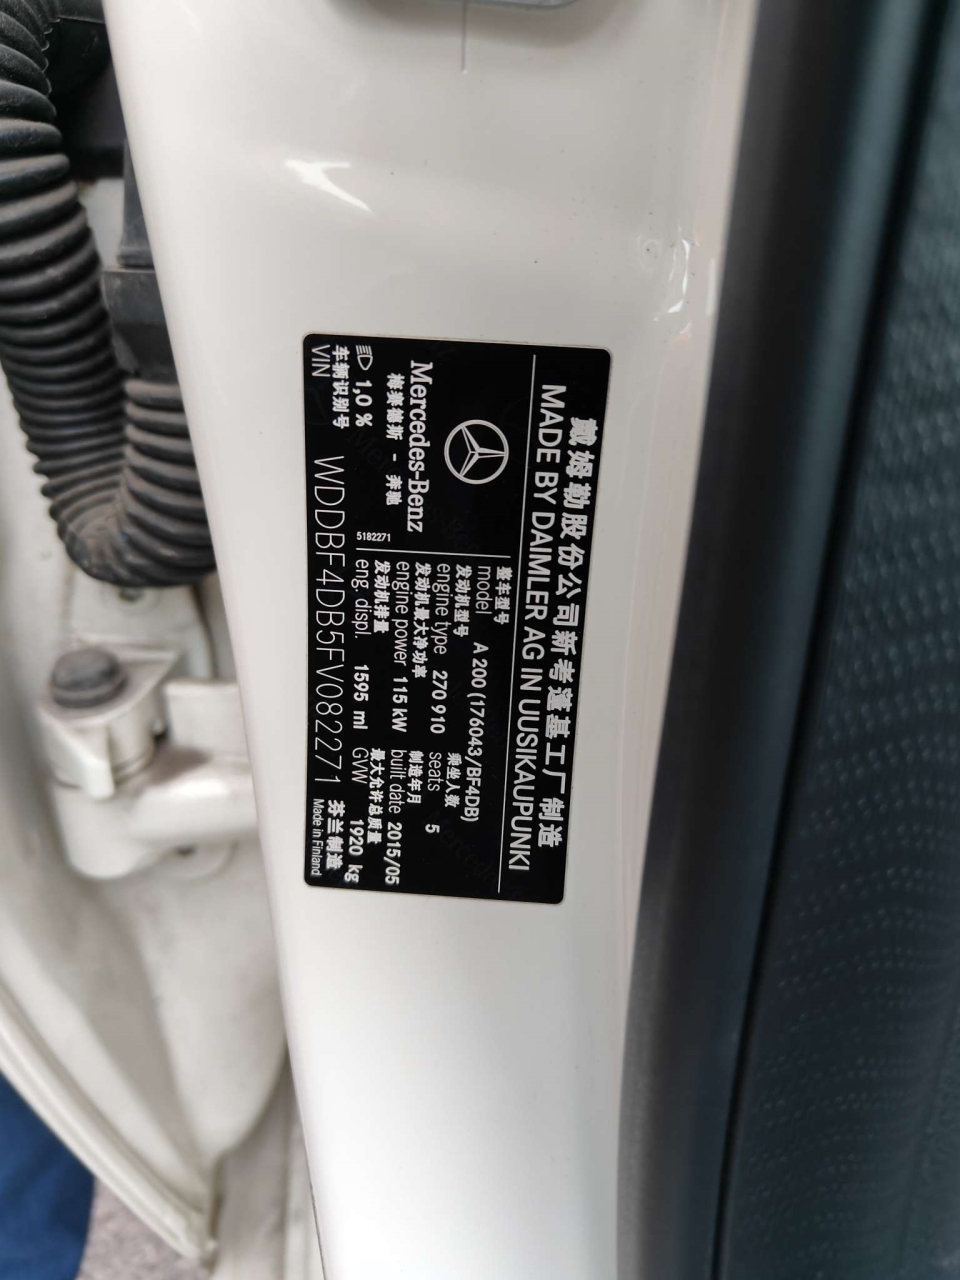 戴姆勒股份公司新考蓬基工厂制造
MADE BY DAIMLER AG IN UUSIKAUPUNKI
Mercedes-Benz
梅赛德斯 - 奔驰
5182271
整车型号
model A 200 (176043/BF4DB)
发动机型号
engine type 270 910
乘坐人数
seats 5
发动机最大净功率
engine power 115 kW
制造年月
built date 2015/05
发动机排量
eng. displ. 1595 ml
最大允许总质量
GVW 1920 kg
1,0 %
车辆识别号
VIN WDDBF4DB5FV082271
芬兰制造
Made in Finland